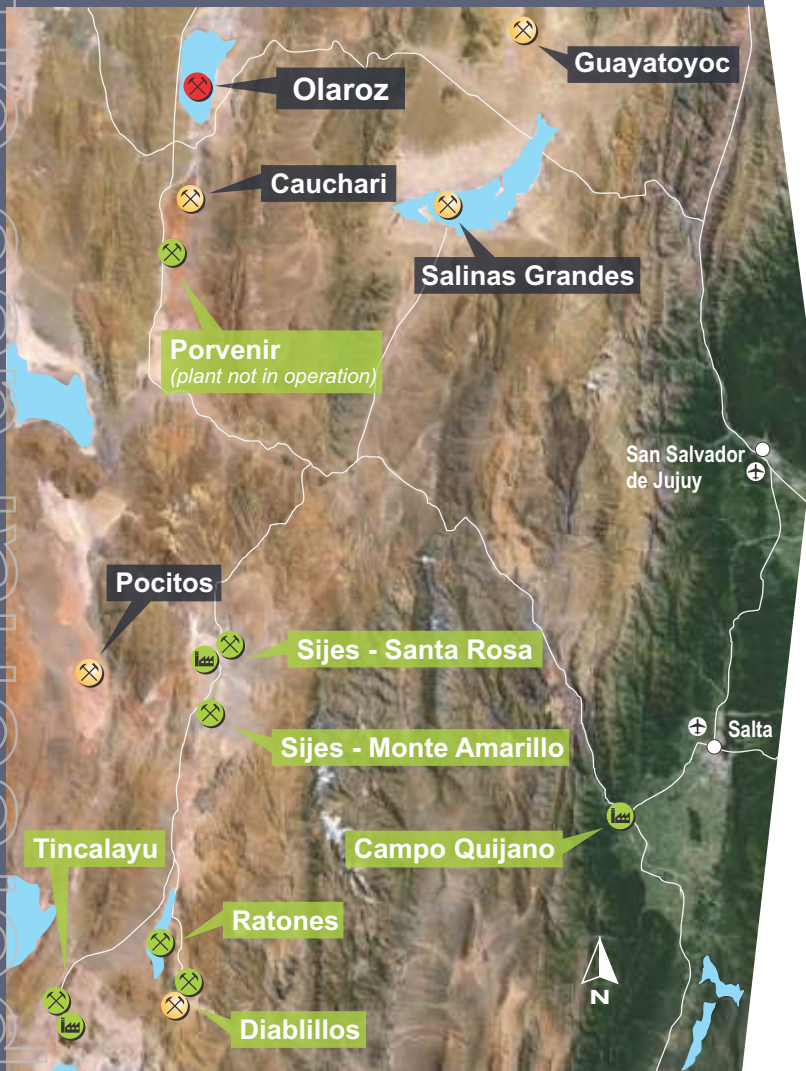 Guayatoyoc
Olaroz
Cauchari
Salinas Grandes
Porvenir
(plant not in operation)
San Salvador
de Jujuy
Pocitos
Sijes - Santa Rosa
Sijes - Monte Amarillo
Salta
Tincalayu
Campo Quijano
Ratones
N
Diablillos